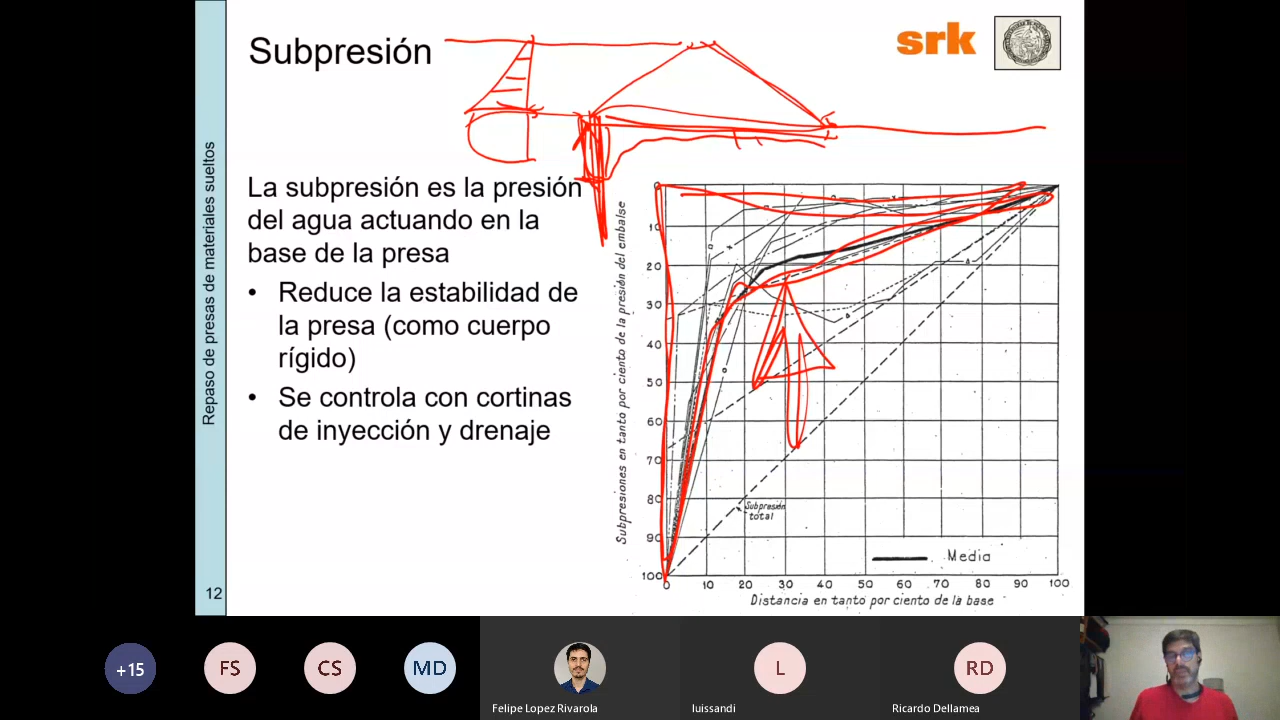 Subpresión
srk
Repaso de presas de materiales sueltos
La subpresión es la presión
del agua actuando en la
base de la presa
• Reduce la estabilidad de
la presa (como cuerpo
rígido)
• Se controla con cortinas
de inyección y drenaje
12
Subpresiones en tanto por ciento de la presión del embalse
0
10
20
30
40
50
60
70
80
90
100
Subpresión
total
Media
0 10 20 30 40 50 60 70 80 90 100
Distancia en tanto por ciento de la base
+15
FS
CS
MD
Felipe Lopez Rivarola
L
luissandi
RD
Ricardo Dellamea